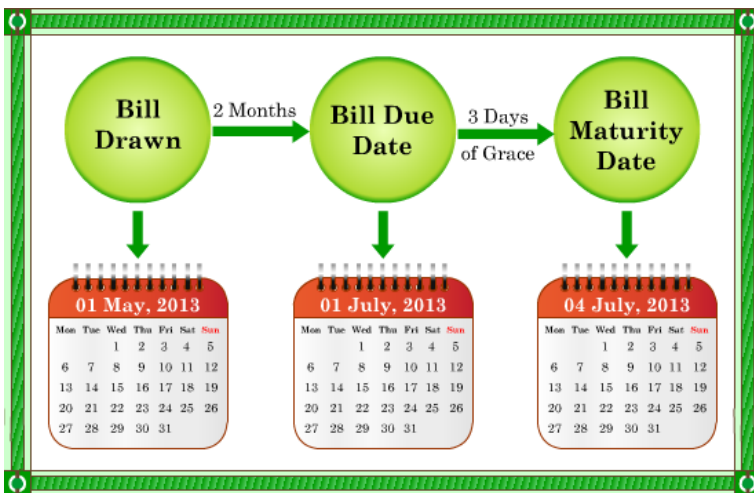 Bill
Drawn
2 Months
Bill Due
Date
3 Days
of Grace
Bill
Maturity
Date
01 May, 2013
Mon Tue Wed Thu Fri Sat Sun
1 2 3 4 5
6 7 8 9 10 11 12
13 14 15 16 17 18 19
20 21 22 23 24 25 26
27 28 29 30 31
01 July, 2013
Mon Tue Wed Thu Fri Sat Sun
1 2 3 4 5
6 7 8 9 10 11 12
13 14 15 16 17 18 19
20 21 22 23 24 25 26
27 28 29 30 31
04 July, 2013
Mon Tue Wed Thu Fri Sat Sun
1 2 3 4 5
6 7 8 9 10 11 12
13 14 15 16 17 18 19
20 21 22 23 24 25 26
27 28 29 30 31